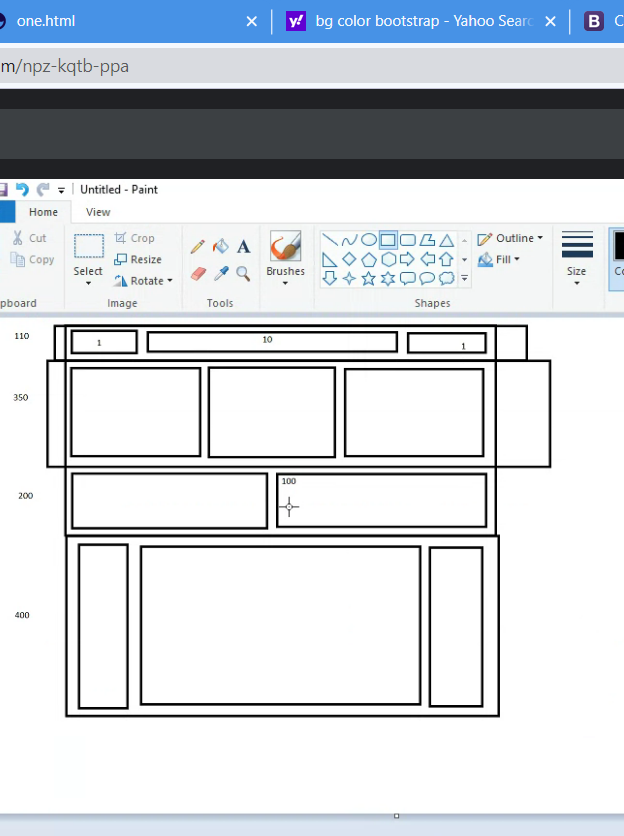 one.html
bg color bootstrap - Yahoo Searc
B
m/npz-kqtb-ppa
Untitled - Paint
Home View
Cut
Copy
pboard
Select
Crop
Resize
Rotate
Image
A
Tools
Brushes
Outline
Fill
Shapes
Size
Co
110
1 10 1
350
200
100
400